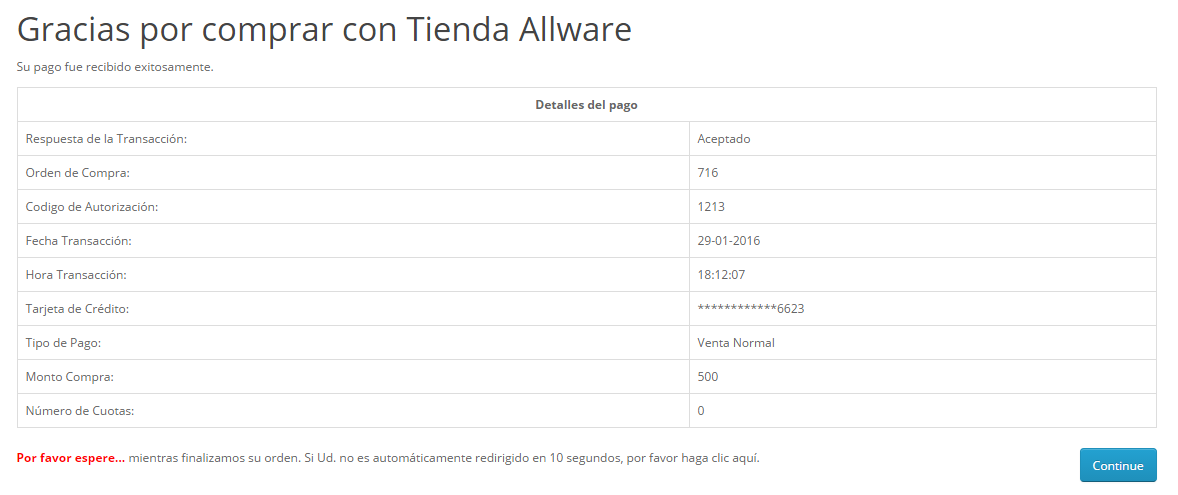 Gracias por comprar con Tienda Allware
Su pago fue recibido exitosamente.
Detalles del pago
Respuesta de la Transacción: Aceptado
Orden de Compra: 716
Codigo de Autorización: 1213
Fecha Transacción: 29-01-2016
Hora Transacción: 18:12:07
Tarjeta de Crédito: ************6623
Tipo de Pago: Venta Normal
Monto Compra: 500
Número de Cuotas: 0
Por favor espere... mientras finalizamos su orden. Si Ud. no es automáticamente redirigido en 10 segundos, por favor haga clic aquí.
Continue